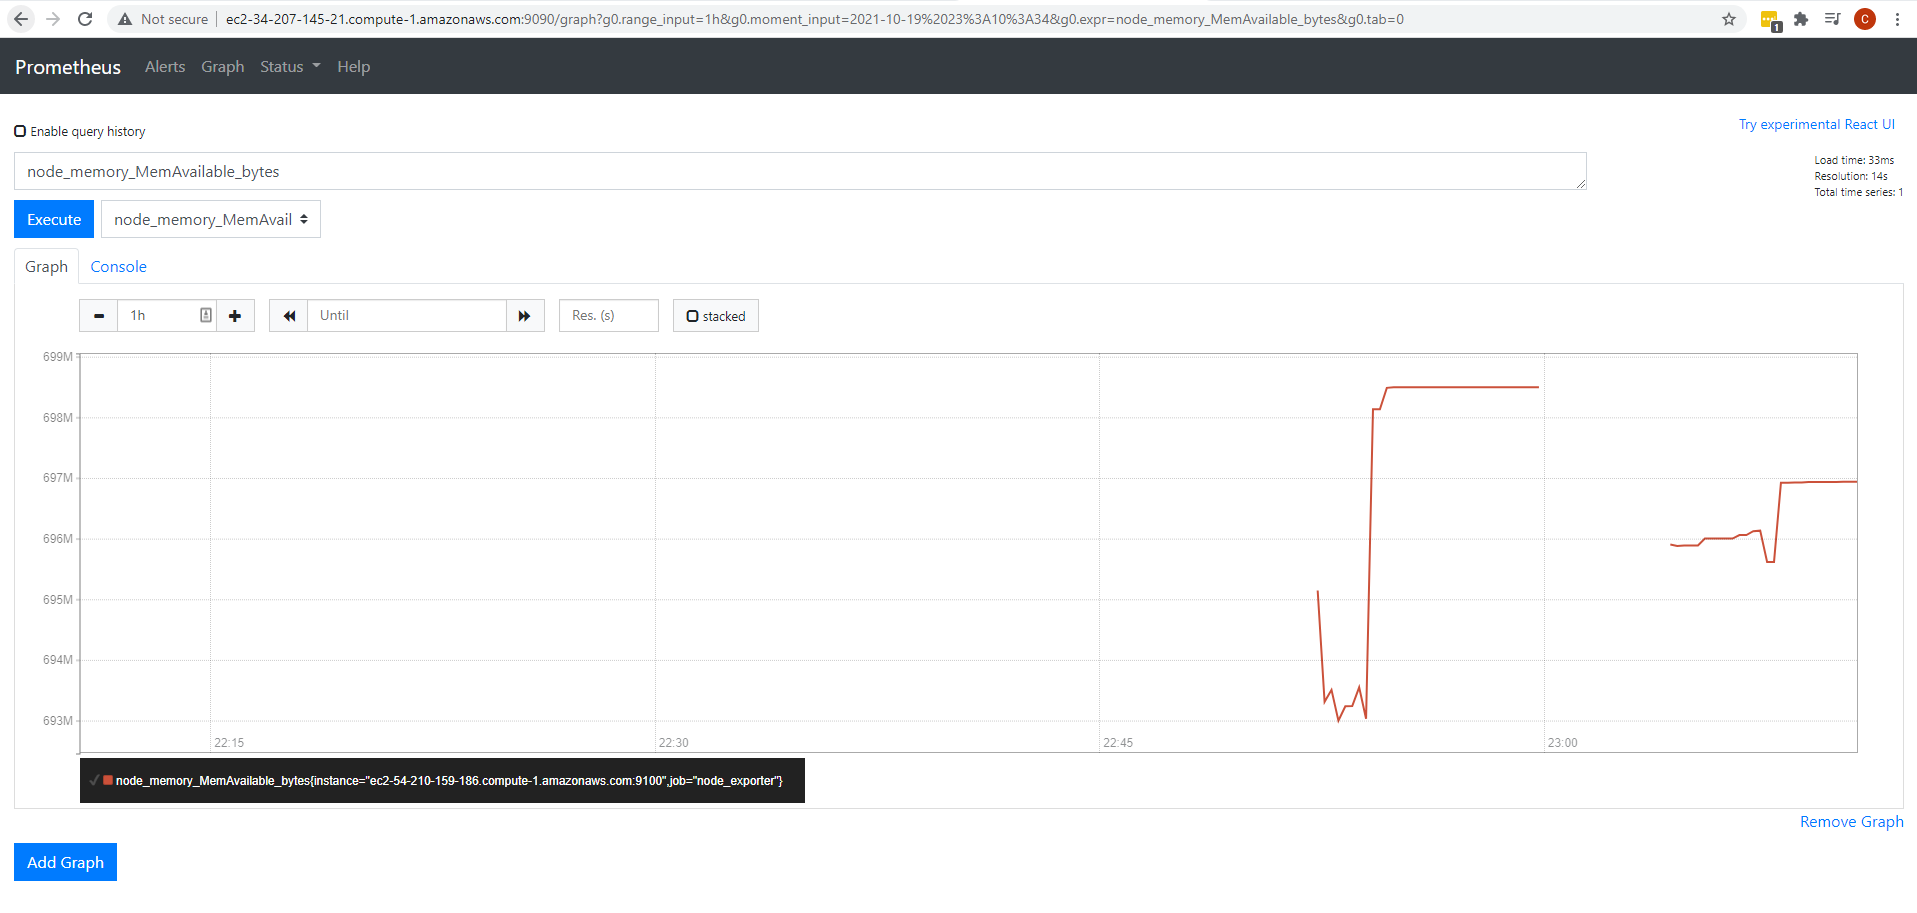 Not secure ec2-34-207-145-21.compute-1.amazonaws.com:9090/graph?g0.range_input=1h&g0.moment_input=2021-10-19%2023%3A10%3A34&g0.expr=node_memory_MemAvailable_bytes&g0.tab=0
1
C
Prometheus Alerts Graph Status Help
Enable query history
Try experimental React UI
node_memory_MemAvailable_bytes
Load time: 33ms
Resolution: 14s
Total time series: 1
Execute node_memory_MemAvail
Graph Console
1h Until Res. (s) stacked
699M
698M
697M
696M
695M
694M
693M
22:15 22:30 22:45 23:00
node_memory_MemAvailable_bytes{instance="ec2-54-210-159-186.compute-1.amazonaws.com:9100",job="node_exporter"}
Remove Graph
Add Graph